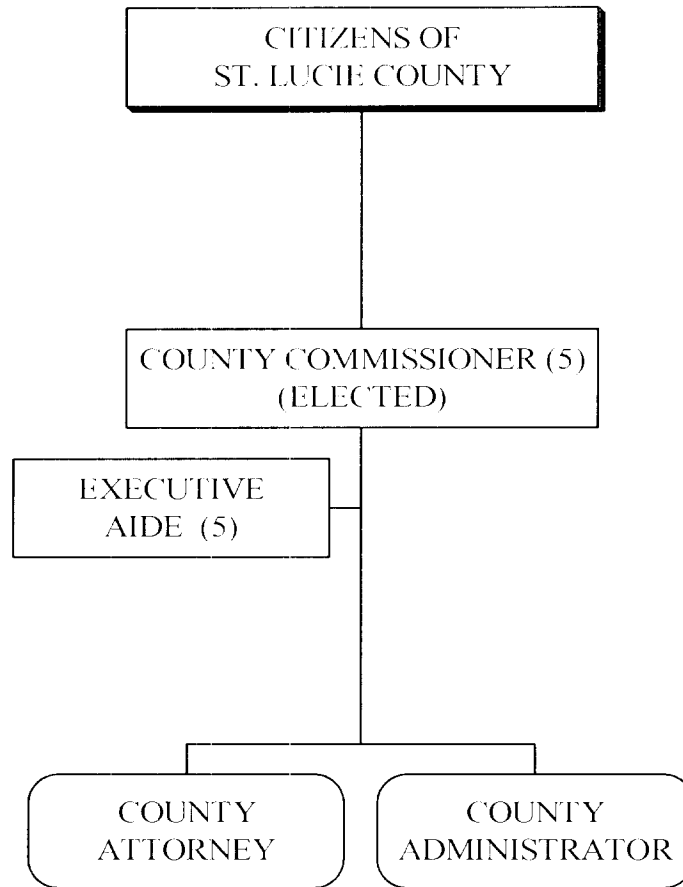 CITIZENS OF
ST. LUCIE COUNTY
COUNTY COMMISSIONER (5)
(ELECTED)
EXECUTIVE
AIDE (5)
COUNTY
ATTORNEY
COUNTY
ADMINISTRATOR